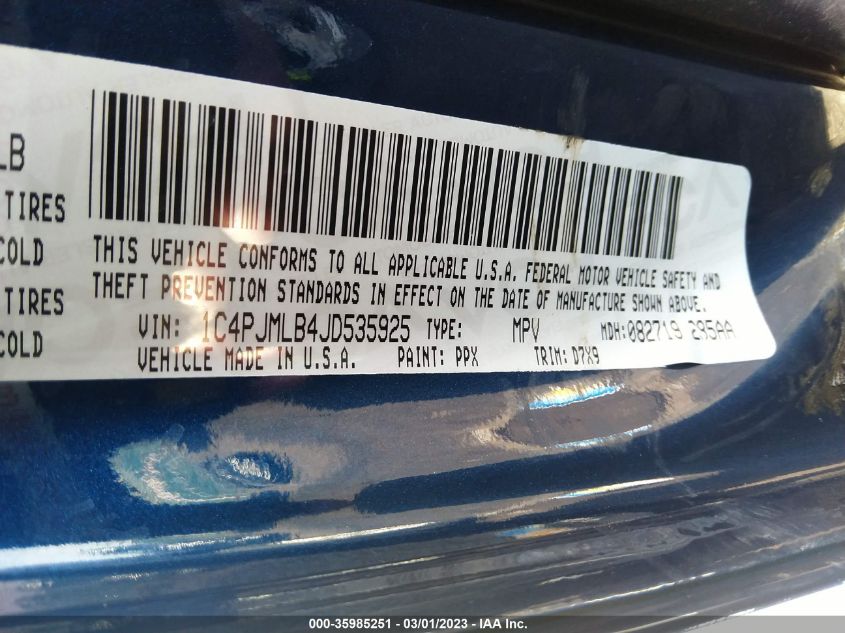 LB
TIRES
COLD
TIRES
COLD
THIS VEHICLE CONFORMS TO ALL APPLICABLE U.S.A. FEDERAL MOTOR VEHICLE SAFETY AND
THEFT PREVENTION STANDARDS IN EFFECT ON THE DATE OF MANUFACTURE SHOWN ABOVE.
VIN: 1C4PJMLB4JD535925 TYPE: MPV MDH:082719 295AA
VEHICLE MADE IN U.S.A. PAINT: PPX TRIM: D7X9
000-35985251 - 03/01/2023 - IAA Inc.